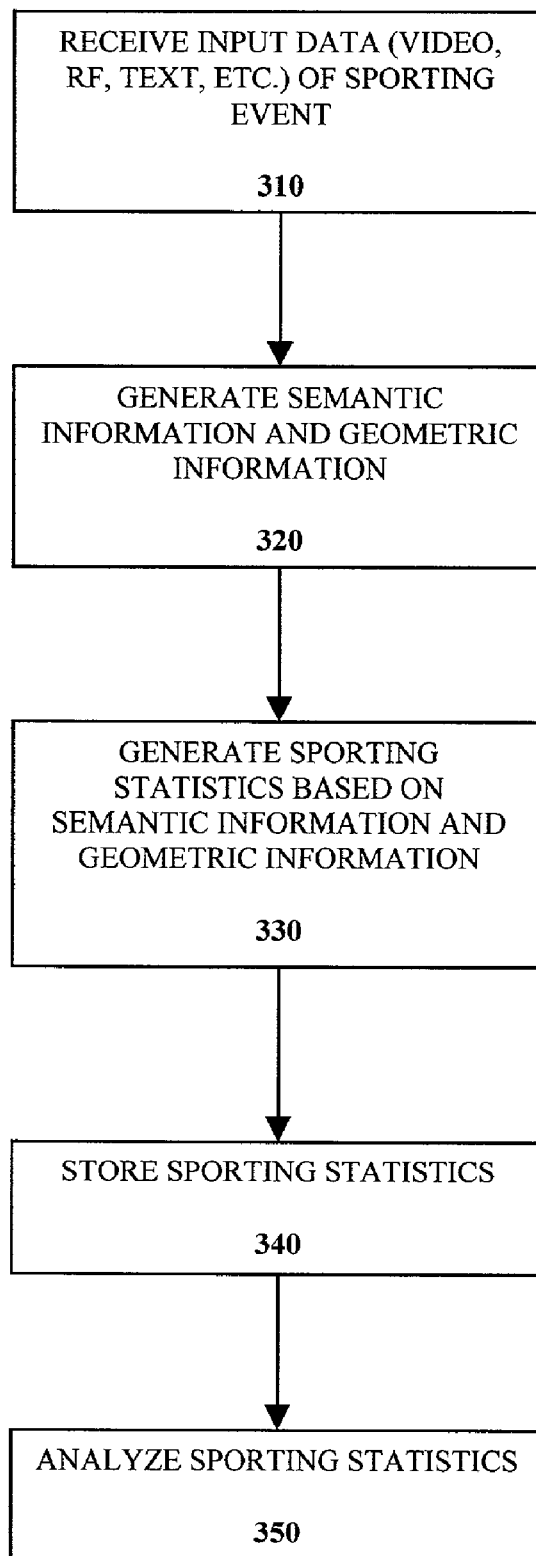 RECEIVE INPUT DATA (VIDEO,
RF, TEXT, ETC.) OF SPORTING
EVENT
310
GENERATE SEMANTIC
INFORMATION AND GEOMETRIC
INFORMATION
320
GENERATE SPORTING
STATISTICS BASED ON
SEMANTIC INFORMATION AND
GEOMETRIC INFORMATION
330
STORE SPORTING STATISTICS
340
ANALYZE SPORTING STATISTICS
350